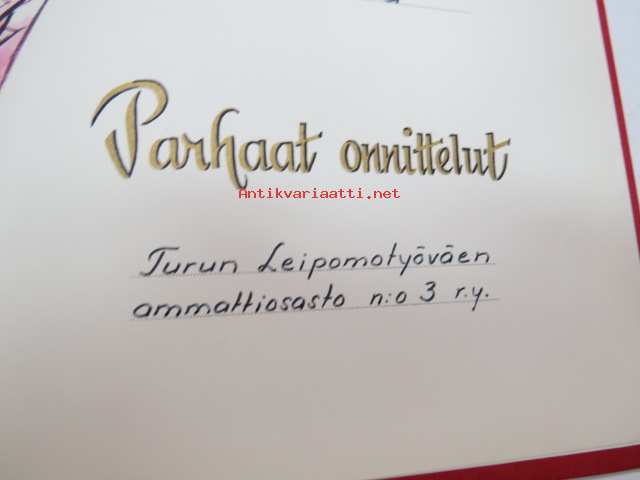 Parhaat onnittelut
Antikvariaatti.net
Turun Leipomotyöväen
ammattiosasto n:o 3 r.y.